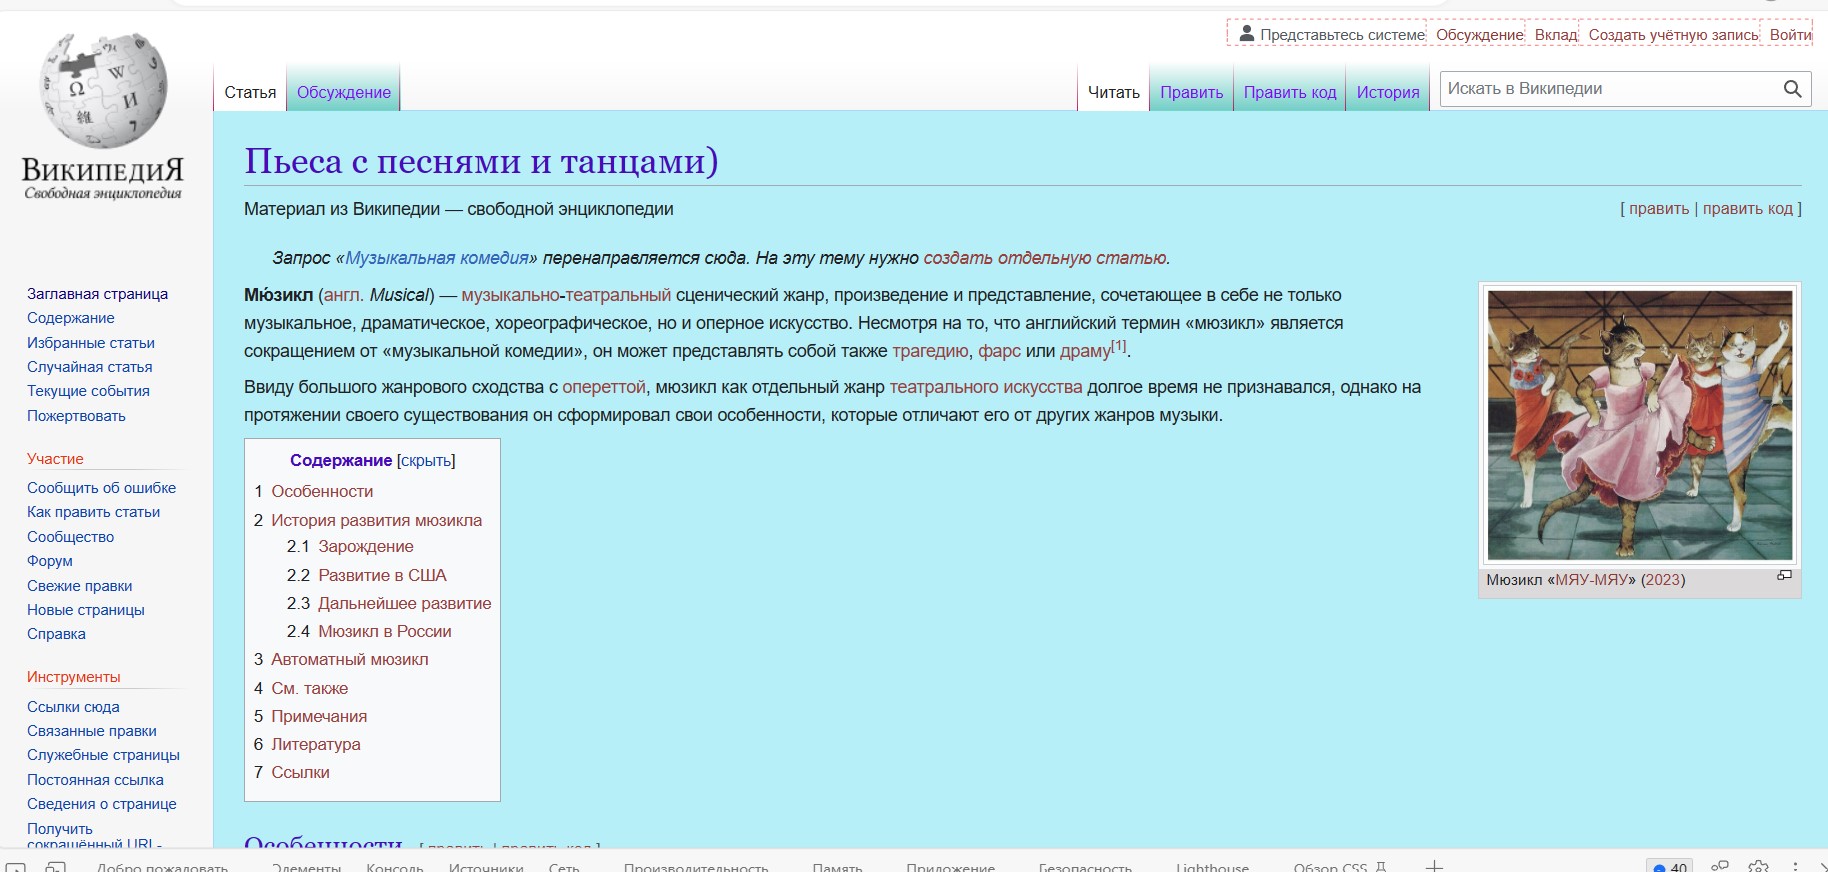 Представьтесь системе Обсуждение Вклад Создать учётную запись Войти
Статья Обсуждение Читать Править Править код История Искать в Википедии
ВИКИПЕДИЯ
Свободная энциклопедия
Пьеса с песнями и танцами)
Материал из Википедии — свободной энциклопедии [ править | править код ]
Запрос «Музыкальная комедия» перенаправляется сюда. На эту тему нужно создать отдельную статью.
Мю́зикл (англ. Musical) — музыкально-театральный сценический жанр, произведение и представление, сочетающее в себе не только
музыкальное, драматическое, хореографическое, но и оперное искусство. Несмотря на то, что английский термин «мюзикл» является
сокращением от «музыкальной комедии», он может представлять собой также трагедию, фарс или драму[1].
Ввиду большого жанрового сходства с опереттой, мюзикл как отдельный жанр театрального искусства долгое время не признавался, однако на
протяжении своего существования он сформировал свои особенности, которые отличают его от других жанров музыки.
Содержание [скрыть]
1 Особенности
2 История развития мюзикла
2.1 Зарождение
2.2 Развитие в США
2.3 Дальнейшее развитие
2.4 Мюзикл в России
3 Автоматный мюзикл
4 См. также
5 Примечания
6 Литература
7 Ссылки
Мюзикл «МЯУ-МЯУ» (2023)
Заглавная страница
Содержание
Избранные статьи
Случайная статья
Текущие события
Пожертвовать
Участие
Сообщить об ошибке
Как править статьи
Сообщество
Форум
Свежие правки
Новые страницы
Справка
Инструменты
Ссылки сюда
Связанные правки
Служебные страницы
Постоянная ссылка
Сведения о странице
Получить
сокращённый URL-
Особенности [ править | править код ]
Добро пожаловать Элементы Консоль Источники Сеть Производительность Память Приложение Безопасность Lighthouse Обзор CSS 40